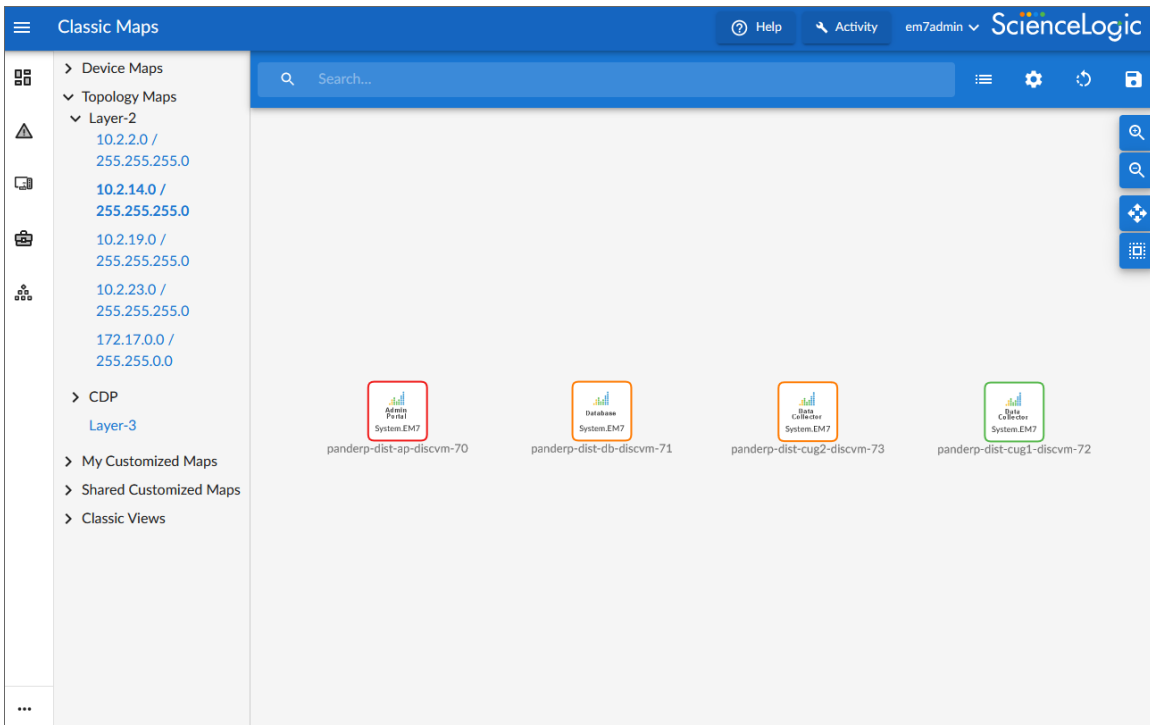 Classic Maps
Help
Activity
em7admin
ScienceLogic
Device Maps
Topology Maps
Layer-2
10.2.2.0 /
255.255.255.0
10.2.14.0 /
255.255.255.0
10.2.19.0 /
255.255.255.0
10.2.23.0 /
255.255.255.0
172.17.0.0 /
255.255.0.0
CDP
Layer-3
My Customized Maps
Shared Customized Maps
Classic Views
Search...
Admin
Portal
System.EM7
panderp-dist-ap-discvm-70
Database
System.EM7
panderp-dist-db-discvm-71
Data
Collector
System.EM7
panderp-dist-cug2-discvm-73
Data
Collector
System.EM7
panderp-dist-cug1-discvm-72